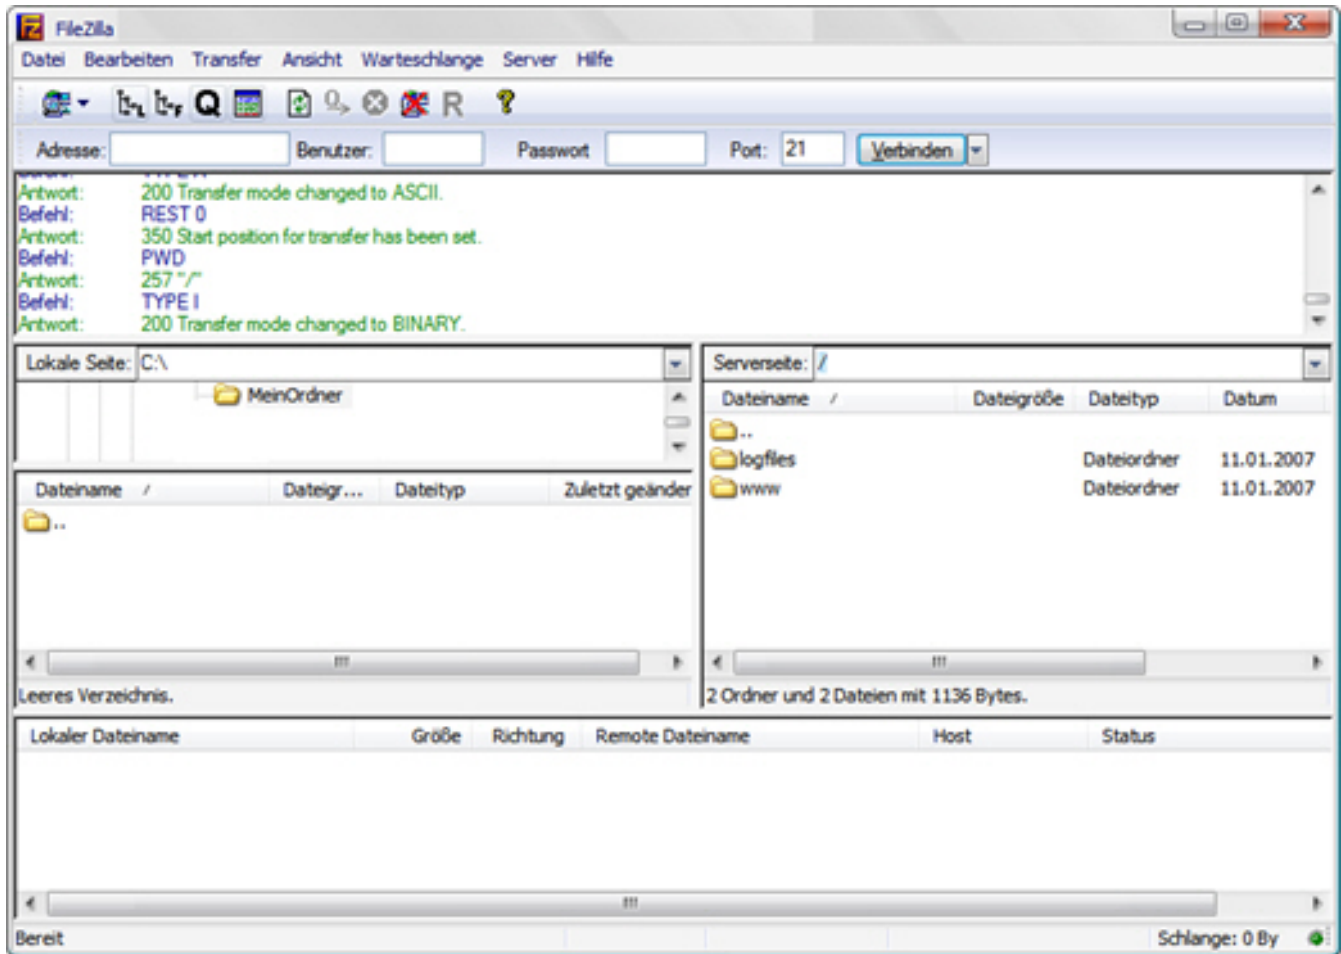 FileZilla
Datei Bearbeiten Transfer Ansicht Warteschlange Server Hilfe
L F Q R ?
Adresse: Benutzer: Passwort Port: 21 Verbinden
Antwort: 200 Transfer mode changed to ASCII.
Befehl: REST 0
Antwort: 350 Start position for transfer has been set.
Befehl: PWD
Antwort: 257 "/"
Befehl: TYPE I
Antwort: 200 Transfer mode changed to BINARY.
Lokale Seite: C:\
MeinOrdner
Dateiname / Dateigr... Dateityp Zuletzt geänder
..
Leeres Verzeichnis.
Serverseite: /
Dateiname / Dateigröße Dateityp Datum
..
logfiles Dateiordner 11.01.2007
www Dateiordner 11.01.2007
2 Ordner und 2 Dateien mit 1136 Bytes.
Lokaler Dateiname Größe Richtung Remote Dateiname Host Status
Bereit Schlange: 0 By